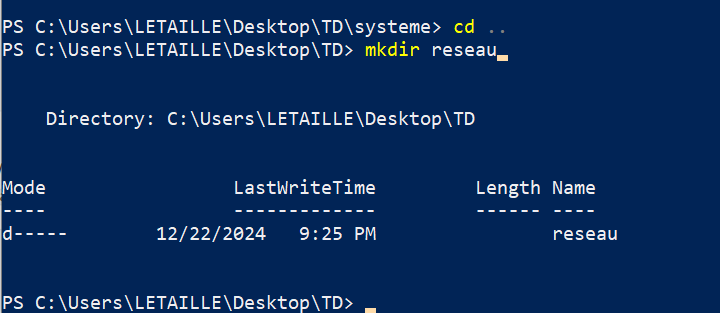 PS C:\Users\LETAILLE\Desktop\TD\systeme> cd ..
PS C:\Users\LETAILLE\Desktop\TD> mkdir reseau
Directory: C:\Users\LETAILLE\Desktop\TD
Mode                 LastWriteTime         Length Name
----                 -------------         ------ ----
d-----        12/22/2024   9:25 PM                reseau
PS C:\Users\LETAILLE\Desktop\TD>